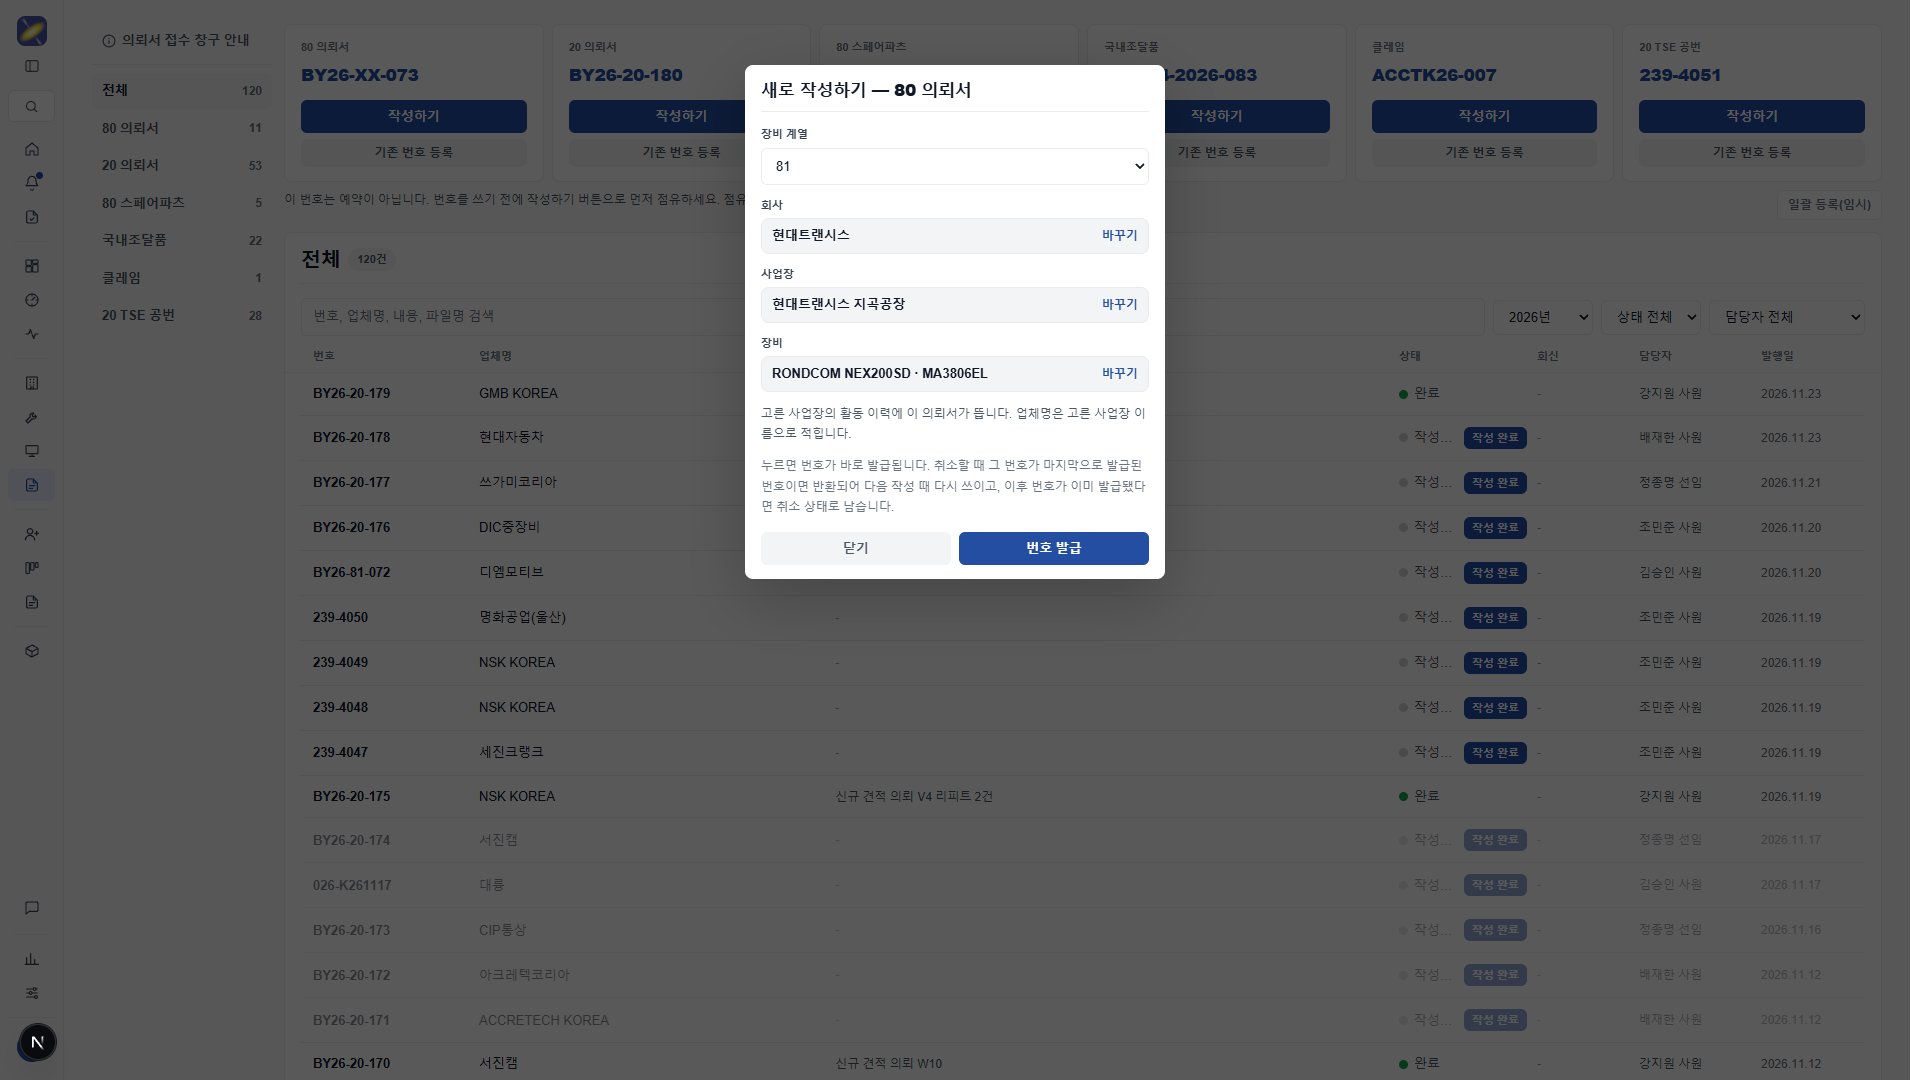 의뢰서 접수 창구 안내
전체 120
80 의뢰서 11
20 의뢰서 53
80 스페어파츠 5
국내조달품 22
클레임 1
20 TSE 공번 28
80 의뢰서
BY26-XX-073
작성하기
기존 번호 등록
20 의뢰서
BY26-20-180
작성하기
기존 번호 등록
80 스페어파츠
국내조달품
-2026-083
작성하기
기존 번호 등록
클레임
ACCTK26-007
작성하기
기존 번호 등록
20 TSE 공번
239-4051
작성하기
기존 번호 등록
이 번호는 예약이 아닙니다. 번호를 쓰기 전에 작성하기 버튼으로 먼저 점유하세요. 점유
일괄 등록(임시)
전체 120건
번호, 업체명, 내용, 파일명 검색
2026년 상태 전체 담당자 전체
번호 업체명 상태 회신 담당자 발행일
BY26-20-179 GMB KOREA 완료 - 강지원 사원 2026.11.23
BY26-20-178 현대자동차 작성... 작성 완료 - 배재한 사원 2026.11.23
BY26-20-177 쓰가미코리아 작성... 작성 완료 - 정종명 선임 2026.11.21
BY26-20-176 DIC중장비 작성... 작성 완료 - 조민준 사원 2026.11.20
BY26-81-072 디엠모티브 작성... 작성 완료 - 김승인 사원 2026.11.20
239-4050 명화공업(울산) - 작성... 작성 완료 - 조민준 사원 2026.11.19
239-4049 NSK KOREA - 작성... 작성 완료 - 조민준 사원 2026.11.19
239-4048 NSK KOREA - 작성... 작성 완료 - 조민준 사원 2026.11.19
239-4047 세진크랭크 - 작성... 작성 완료 - 조민준 사원 2026.11.19
BY26-20-175 NSK KOREA 신규 견적 의뢰 V4 리피트 2건 완료 - 강지원 사원 2026.11.19
BY26-20-174 서진캠 - 작성... 작성 완료 - 정종명 선임 2026.11.17
026-K261117 대릉 - 작성... 작성 완료 - 김승인 사원 2026.11.17
BY26-20-173 CIP통상 - 작성... 작성 완료 - 정종명 선임 2026.11.16
BY26-20-172 아크레텍코리아 - 작성... 작성 완료 - 배재한 사원 2026.11.12
BY26-20-171 ACCRETECH KOREA - 작성... 작성 완료 - 배재한 사원 2026.11.12
BY26-20-170 서진캠 신규 견적 의뢰 W10 완료 - 강지원 사원 2026.11.12
새로 작성하기 — 80 의뢰서
장비 계열
81
회사
현대트랜시스 바꾸기
사업장
현대트랜시스 지곡공장 바꾸기
장비
RONDCOM NEX200SD · MA3806EL 바꾸기
고른 사업장의 활동 이력에 이 의뢰서가 뜹니다. 업체명은 고른 사업장 이
름으로 적힙니다.
누르면 번호가 바로 발급됩니다. 취소할 때 그 번호가 마지막으로 발급된
번호이면 반환되어 다음 작성 때 다시 쓰이고, 이후 번호가 이미 발급됐다
면 취소 상태로 남습니다.
닫기 번호 발급
N